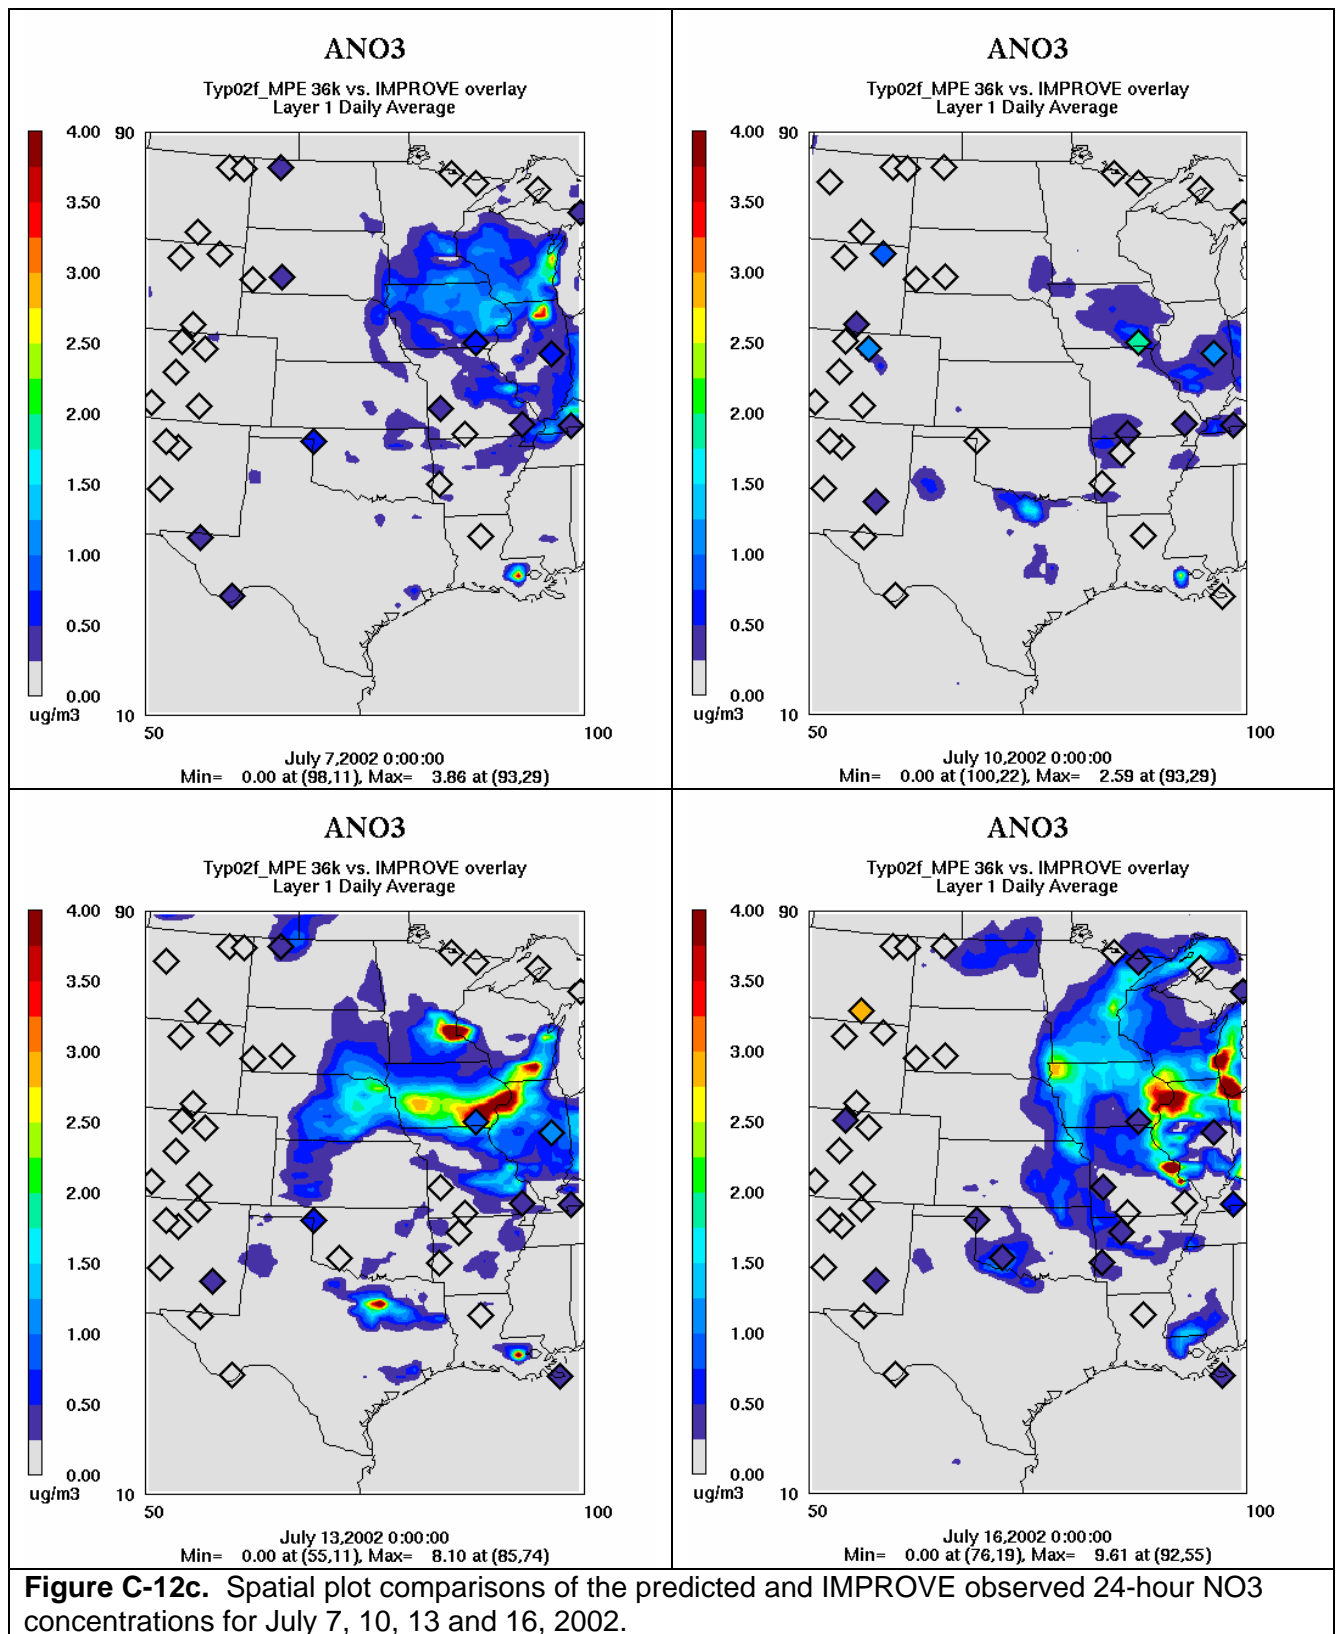 ANO3
Typ02f_MPE 36k vs. IMPROVE overlay
Layer 1 Daily Average
4.00
3.50
3.00
2.50
2.00
1.50
1.00
0.50
0.00
ug/m3
90
10
50
100
July 7,2002 0:00:00
Min= 0.00 at (98,11), Max= 3.86 at (93,29)
ANO3
Typ02f_MPE 36k vs. IMPROVE overlay
Layer 1 Daily Average
4.00
3.50
3.00
2.50
2.00
1.50
1.00
0.50
0.00
ug/m3
90
10
50
100
July 10,2002 0:00:00
Min= 0.00 at (100,22), Max= 2.59 at (93,29)
ANO3
Typ02f_MPE 36k vs. IMPROVE overlay
Layer 1 Daily Average
4.00
3.50
3.00
2.50
2.00
1.50
1.00
0.50
0.00
ug/m3
90
10
50
100
July 13,2002 0:00:00
Min= 0.00 at (55,11), Max= 8.10 at (85,74)
ANO3
Typ02f_MPE 36k vs. IMPROVE overlay
Layer 1 Daily Average
4.00
3.50
3.00
2.50
2.00
1.50
1.00
0.50
0.00
ug/m3
90
10
50
100
July 16,2002 0:00:00
Min= 0.00 at (76,19), Max= 9.61 at (92,55)
Figure C-12c. Spatial plot comparisons of the predicted and IMPROVE observed 24-hour NO3
concentrations for July 7, 10, 13 and 16, 2002.